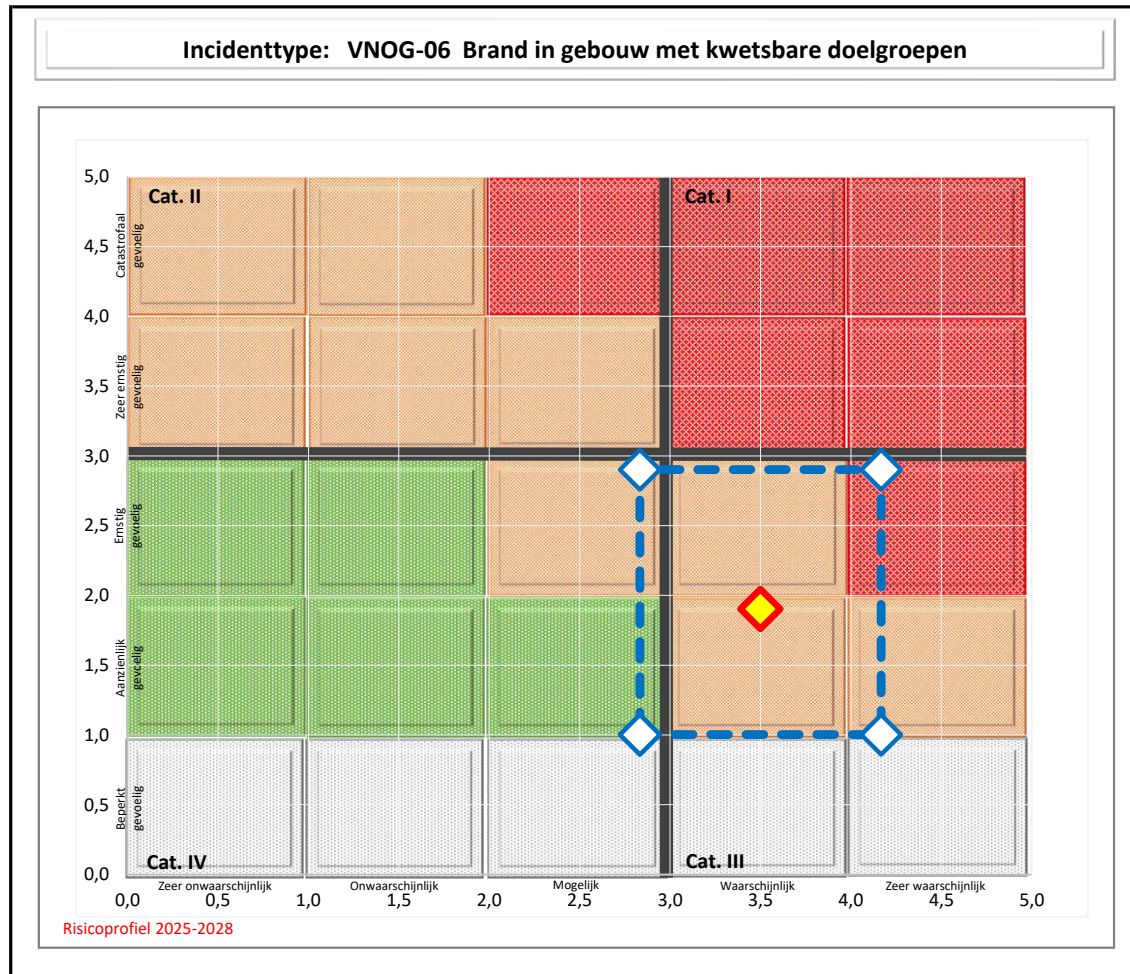 Incidenttype: VNOG-06 Brand in gebouw met kwetsbare doelgroepen
5,0
Cat. II
Cat. I
Catastrofaal
gevoelig
4,5
4,0
Zeer ernstig
gevoelig
3,5
3,0
Ernstig
gevoelig
2,5
2,0
Aanzienlijk
gevoelig
1,5
1,0
Beperkt
gevoelig
0,5
Cat. IV
Cat. III
0,0
Zeer onwaarschijnlijk
Onwaarschijnlijk
Mogelijk
Waarschijnlijk
Zeer waarschijnlijk
0,0 0,5 1,0 1,5 2,0 2,5 3,0 3,5 4,0 4,5 5,0
Risicoprofiel 2025-2028